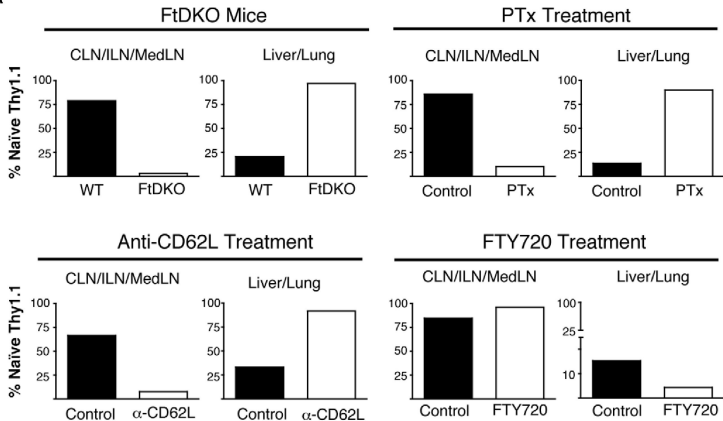 FtDKO Mice
CLN/ILN/MedLN
Liver/Lung
% Naïve Thy1.1
100
75
50
25
WT
FtDKO
100
75
50
25
WT
FtDKO
PTx Treatment
CLN/ILN/MedLN
Liver/Lung
100
75
50
25
Control
PTx
100
75
50
25
Control
PTx
Anti-CD62L Treatment
CLN/ILN/MedLN
Liver/Lung
% Naïve Thy1.1
100
75
50
25
Control
α-CD62L
100
75
50
25
Control
α-CD62L
FTY720 Treatment
CLN/ILN/MedLN
Liver/Lung
100
75
50
25
Control
FTY720
100
25
10
Control
FTY720